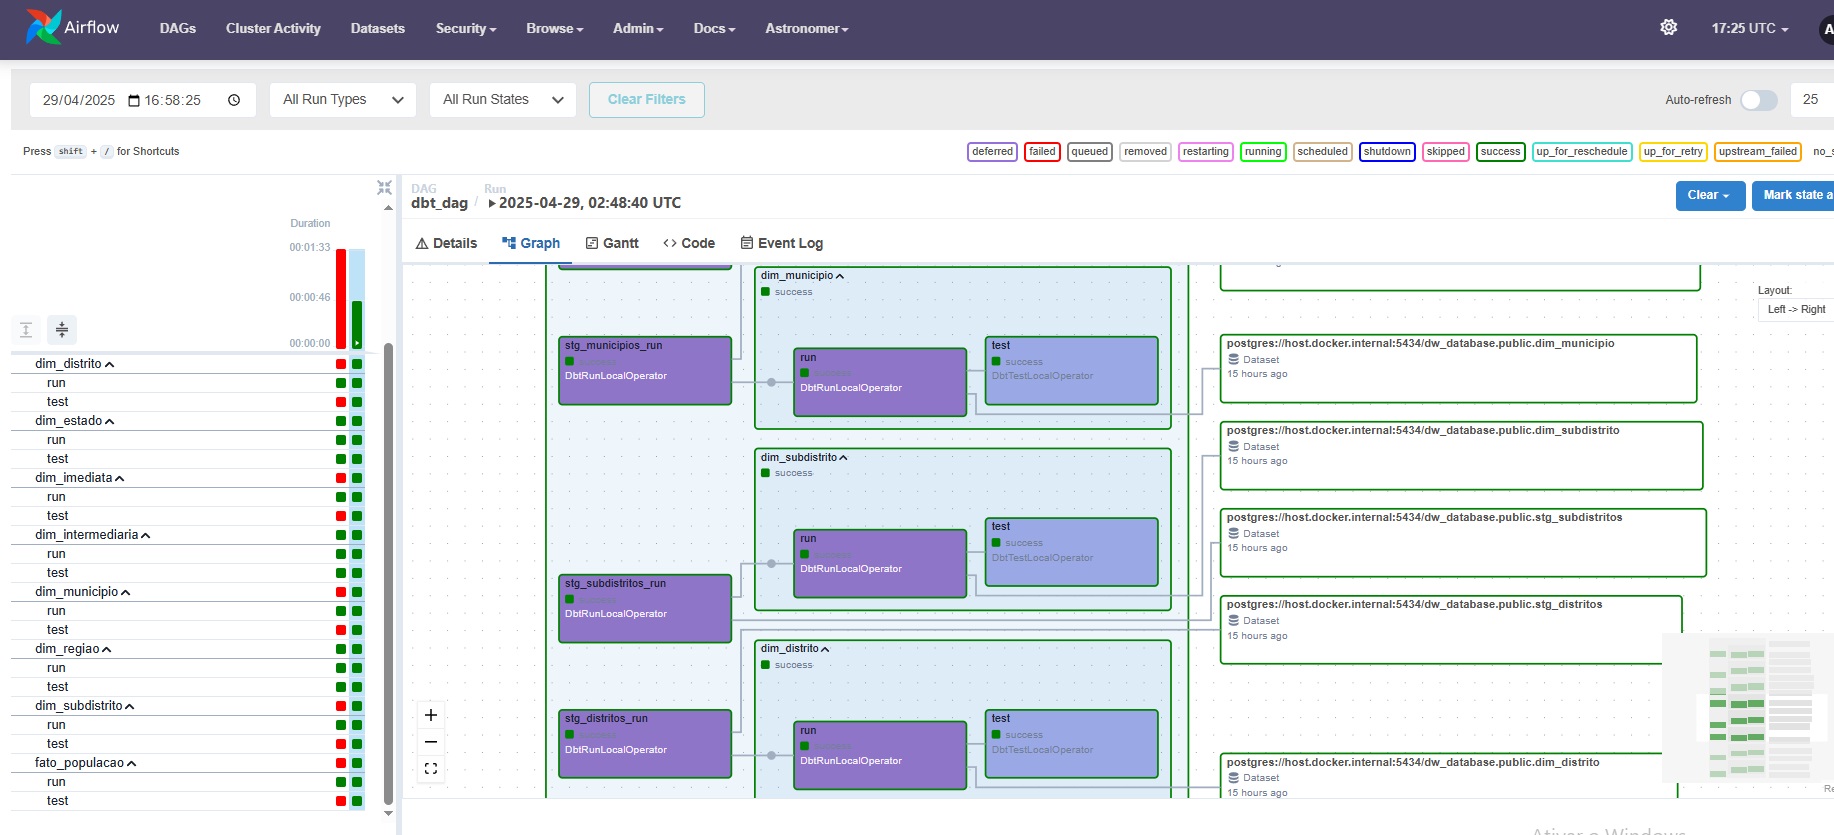 Airflow
DAGs
Cluster Activity
Datasets
Security
Browse
Admin
Docs
Astronomer
17:25 UTC
A
29/04/2025
16:58:25
All Run Types
All Run States
Clear Filters
Auto-refresh
25
Press shift + / for Shortcuts
deferred
failed
queued
removed
restarting
running
scheduled
shutdown
skipped
success
up_for_reschedule
up_for_retry
upstream_failed
no_s
Duration
00:01:33
00:00:46
00:00:00
dim_distrito
run
test
dim_estado
run
test
dim_imediata
run
test
dim_intermediaria
run
test
dim_municipio
run
test
dim_regiao
run
test
dim_subdistrito
run
test
fato_populacao
run
test
DAG
dbt_dag
/
Run
2025-04-29, 02:48:40 UTC
Clear
Mark state a
Details
Graph
Gantt
Code
Event Log
dim_municipio
success
stg_municipios_run
success
DbtRunLocalOperator
run
success
DbtRunLocalOperator
test
success
DbtTestLocalOperator
dim_subdistrito
success
run
success
DbtRunLocalOperator
test
success
DbtTestLocalOperator
stg_subdistritos_run
success
DbtRunLocalOperator
dim_distrito
success
stg_distritos_run
success
DbtRunLocalOperator
run
success
DbtRunLocalOperator
test
success
DbtTestLocalOperator
Layout:
Left -> Right
postgres://host.docker.internal:5434/dw_database.public.dim_municipio
Dataset
15 hours ago
postgres://host.docker.internal:5434/dw_database.public.dim_subdistrito
Dataset
15 hours ago
postgres://host.docker.internal:5434/dw_database.public.stg_subdistritos
Dataset
15 hours ago
postgres://host.docker.internal:5434/dw_database.public.stg_distritos
Dataset
15 hours ago
postgres://host.docker.internal:5434/dw_database.public.dim_distrito
Dataset
15 hours ago
Re
Ativar o Windows